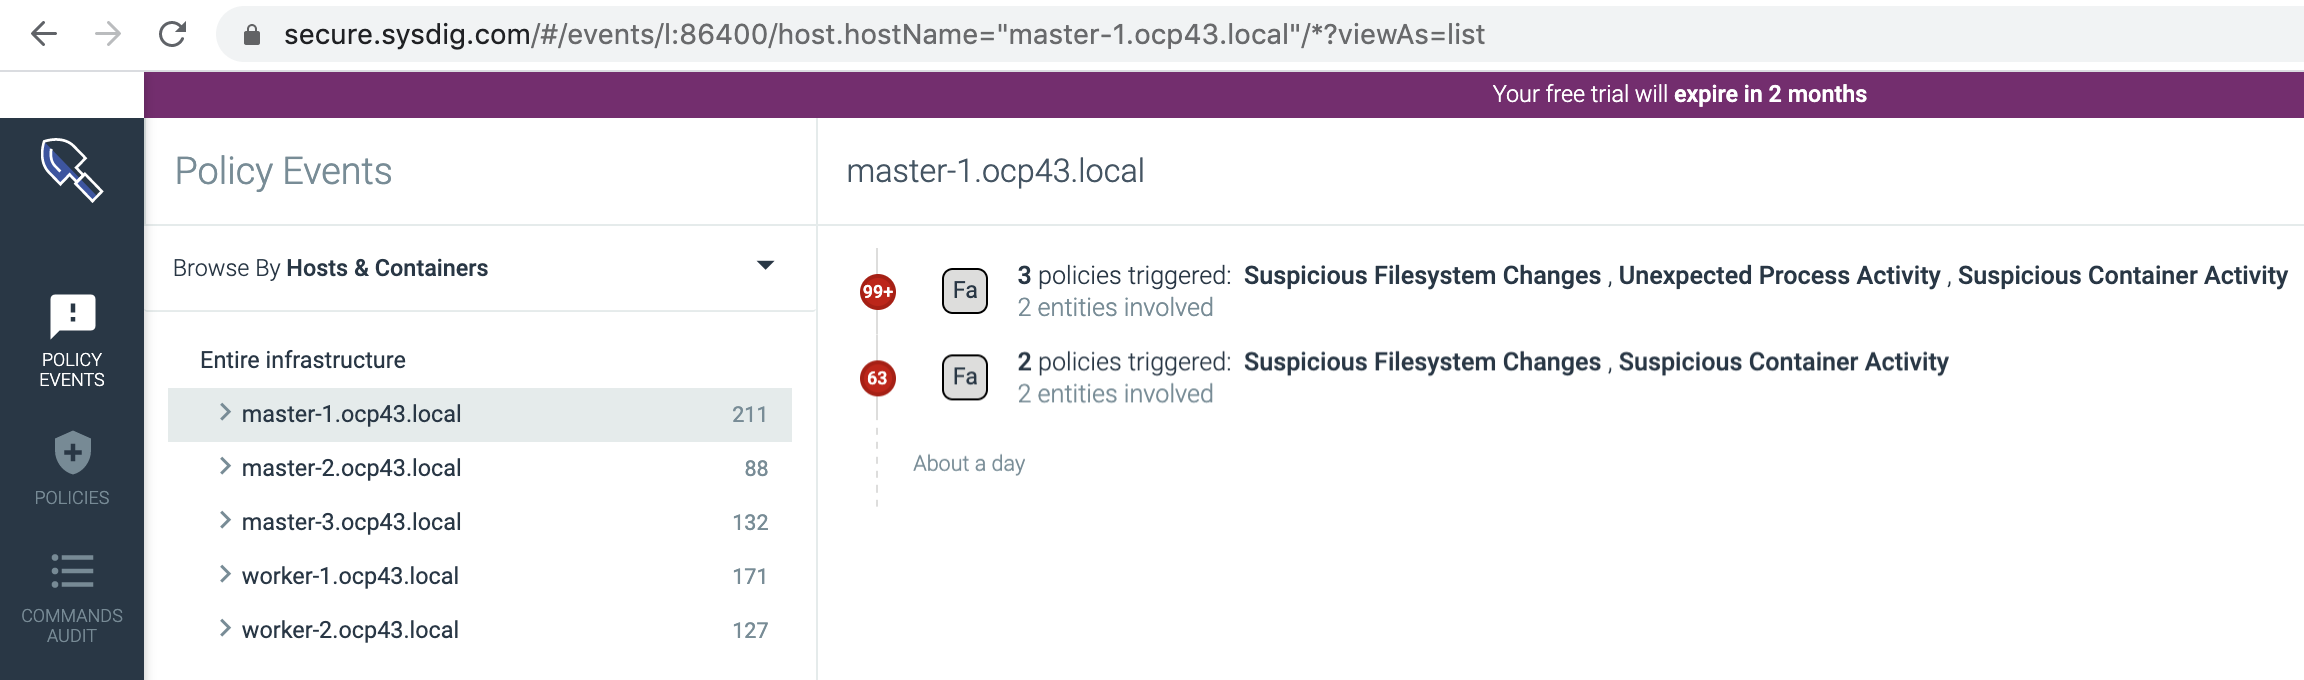 secure.sysdig.com/#/events/l:86400/host.hostName="master-1.ocp43.local"/*?viewAs=list
Your free trial will expire in 2 months
POLICY
EVENTS
POLICIES
COMMANDS
AUDIT
Policy Events
Browse By Hosts & Containers
Entire infrastructure
master-1.ocp43.local 211
master-2.ocp43.local 88
master-3.ocp43.local 132
worker-1.ocp43.local 171
worker-2.ocp43.local 127
master-1.ocp43.local
99+ Fa 3 policies triggered: Suspicious Filesystem Changes , Unexpected Process Activity , Suspicious Container Activity
2 entities involved
63 Fa 2 policies triggered: Suspicious Filesystem Changes , Suspicious Container Activity
2 entities involved
About a day